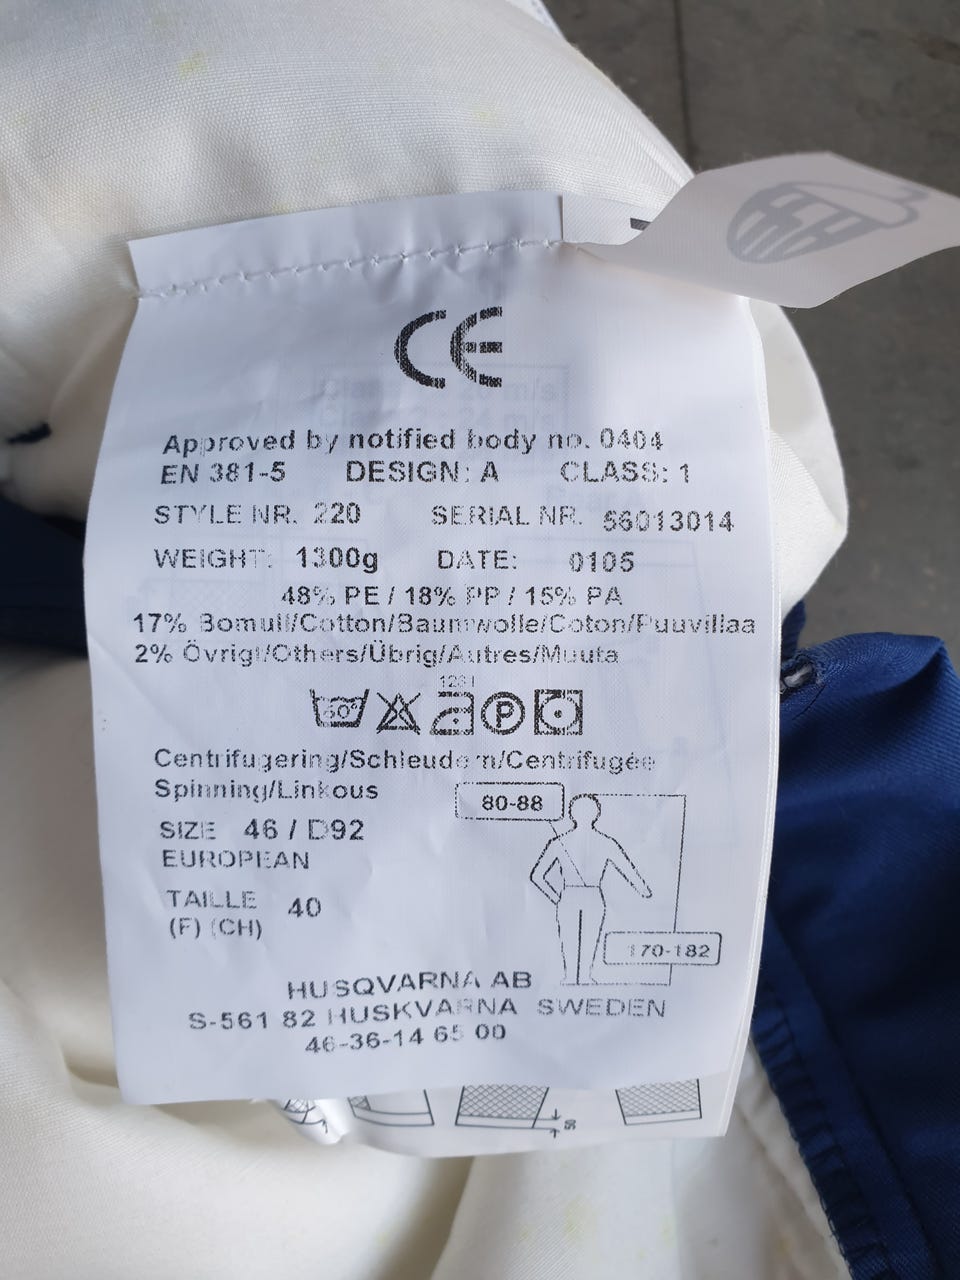 CE
Approved by notified body no. 0404
EN 381-5 DESIGN: A CLASS: 1
STYLE NR. 220 SERIAL NR. 56013014
WEIGHT: 1300g DATE: 0105
48% PE / 18% PP / 15% PA
17% Bomull/Cotton/Baumwolle/Coton/Puuvillaa
2% Övrigt/Others/Übrig/Autres/Muuta
60° P
Centrifugering/Schleudern/Centrifugée
Spinning/Linkous
80-88
SIZE 46 / D92
EUROPEAN
TAILLE 40
(F) (CH)
170-182
HUSQVARNA AB
S-561 82 HUSKVARNA SWEDEN
46-36-14 65 00
50